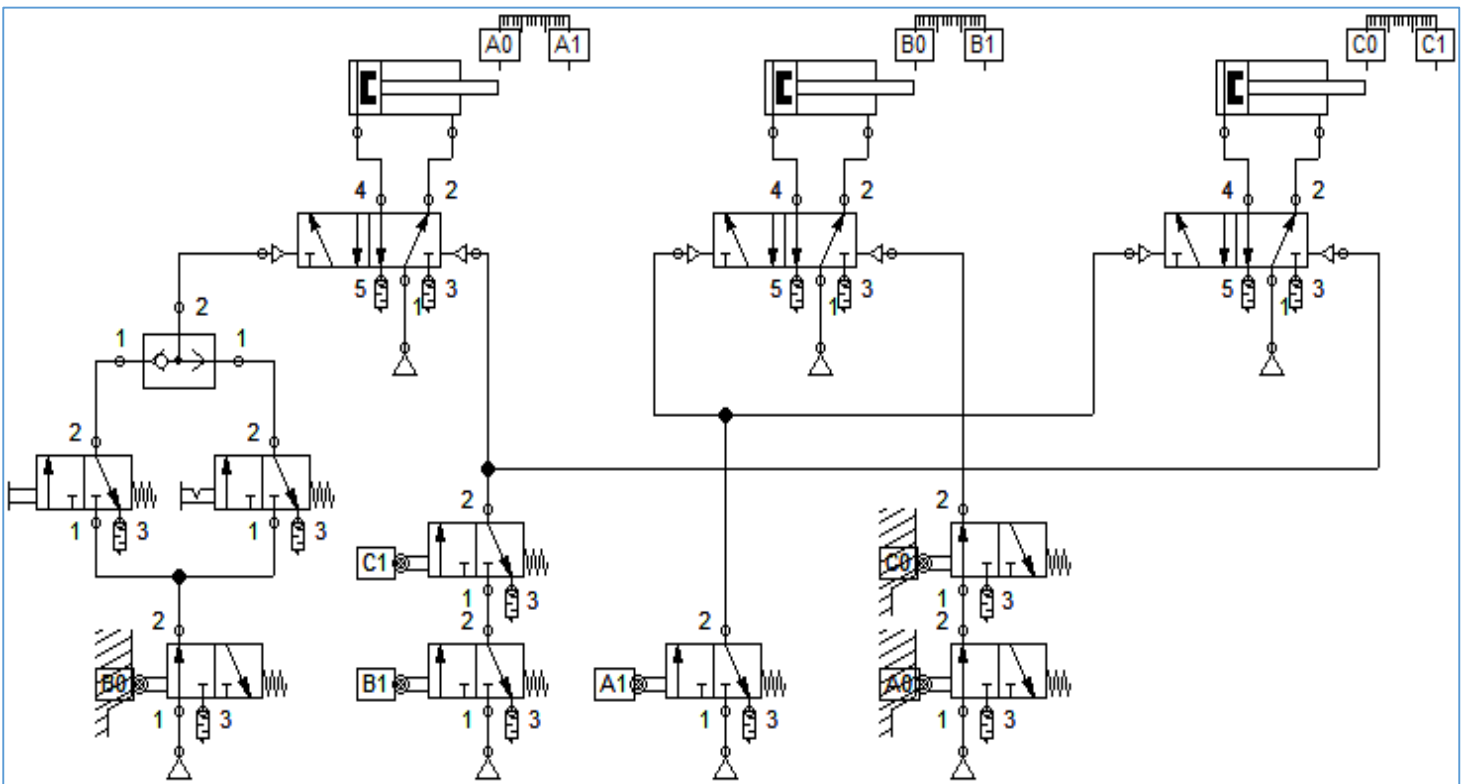 A0 A1 B0 B1 C0 C1
4 2 4 2 4 2
5 1 3 5 1 3 5 1 3
2
1 1
2 2
1 3 1 3
2 2
C1 C0
1 3 1 3
2 2 2 2
B0 B1 A1 A0
1 3 1 3 1 3 1 3